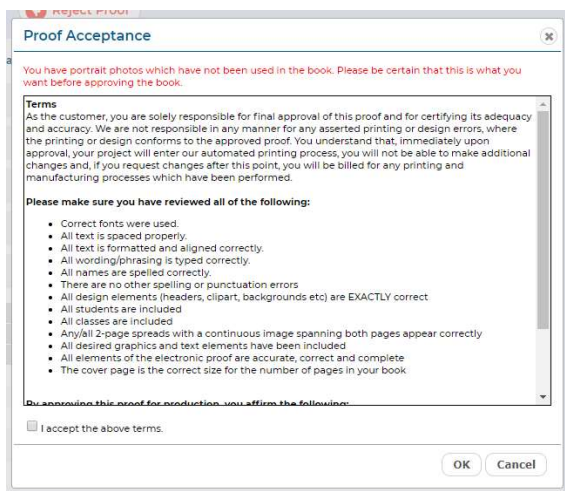 Reject Proof
Proof Acceptance
You have portrait photos which have not been used in the book. Please be certain that this is what you
want before approving the book.
Terms
As the customer, you are solely responsible for final approval of this proof and for certifying its adequacy
and accuracy. We are not responsible in any manner for any asserted printing or design errors, where
the printing or design conforms to the approved proof. You understand that, immediately upon
approval, your project will enter our automated printing process, you will not be able to make additional
changes and, if you request changes after this point, you will be billed for any printing and
manufacturing processes which have been performed.
Please make sure you have reviewed all of the following:
• Correct fonts were used.
• All text is spaced properly.
• All text is formatted and aligned correctly.
• All wording/phrasing is typed correctly.
• All names are spelled correctly.
• There are no other spelling or punctuation errors
• All design elements (headers, clipart, backgrounds etc) are EXACTLY correct
• All students are included
• All classes are included
• Any/all 2-page spreads with a continuous image spanning both pages appear correctly
• All desired graphics and text elements have been included
• All elements of the electronic proof are accurate, correct and complete
• The cover page is the correct size for the number of pages in your book
By approving this proof for production, you affirm the following:
I accept the above terms.
OK Cancel